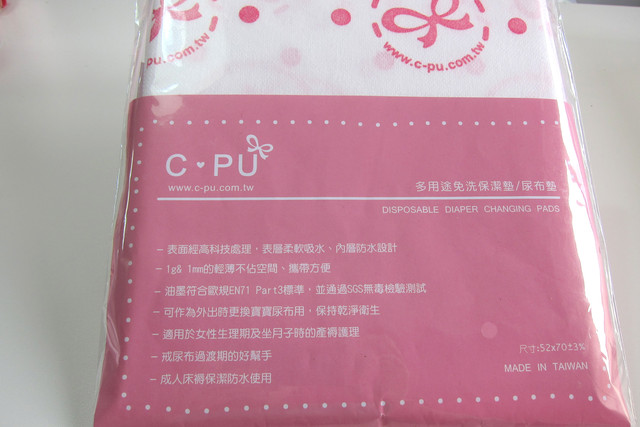 pu.com.tw
www.c-pu.com.tw
C♥PU
www.c-pu.com.tw
多用途免洗保潔墊/尿布墊
DISPOSABLE DIAPER CHANGING PADS
- 表面經高科技處理，表層柔軟吸水、內層防水設計
- 1g& 1mm的輕薄不佔空間、攜帶方便
- 油墨符合歐規EN71 Part3標準，並通過SGS無毒檢驗測試
- 可作為外出時更換寶寶尿布用，保持乾淨衛生
- 適用於女性生理期及坐月子時的產褥護理
- 戒尿布過渡期的好幫手
- 成人床褥保潔防水使用
尺寸:52x70±3%
MADE IN TAIWAN